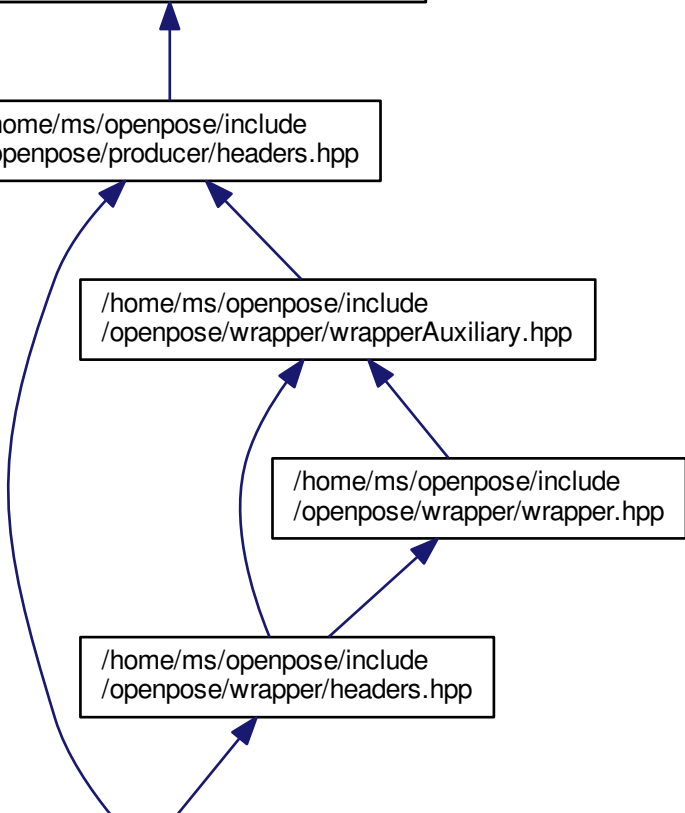 home/ms/openpose/include
openpose/producer/headers.hpp
/home/ms/openpose/include
/openpose/wrapper/wrapperAuxiliary.hpp
/home/ms/openpose/include
/openpose/wrapper/wrapper.hpp
/home/ms/openpose/include
/openpose/wrapper/headers.hpp